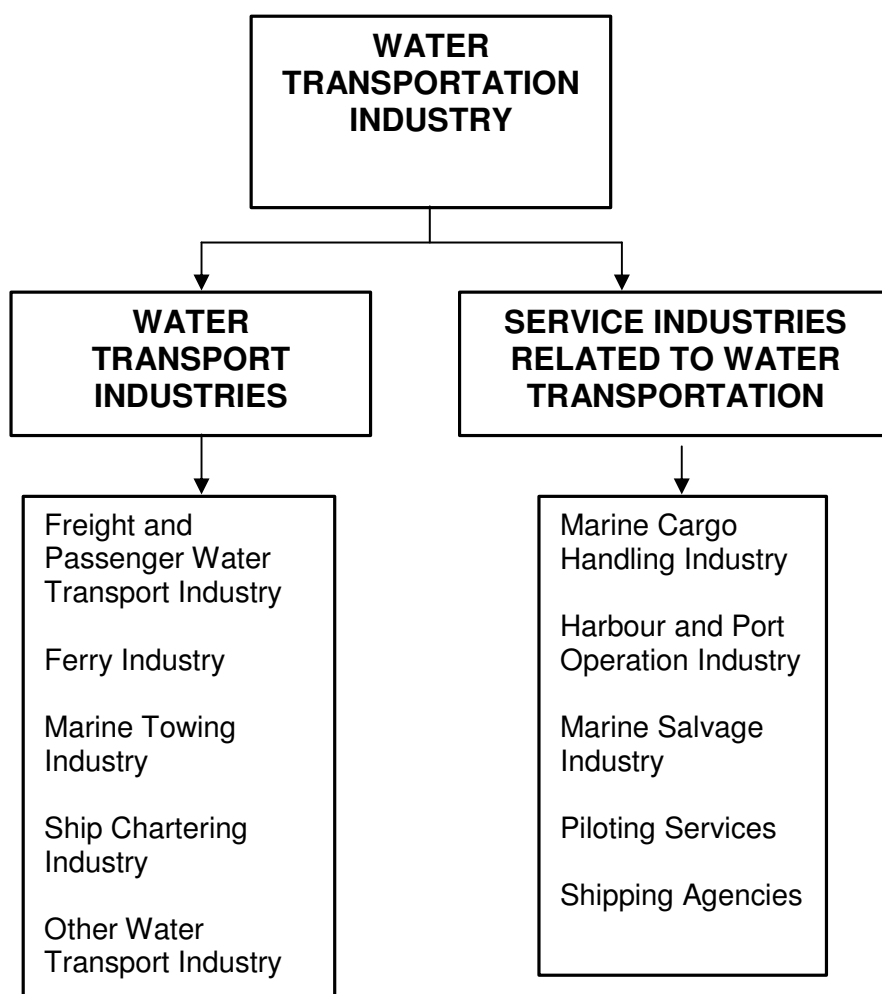 WATER
TRANSPORTATION
INDUSTRY
WATER
TRANSPORT
INDUSTRIES
SERVICE INDUSTRIES
RELATED TO WATER
TRANSPORTATION
Freight and
Passenger Water
Transport Industry
Ferry Industry
Marine Towing
Industry
Ship Chartering
Industry
Other Water
Transport Industry
Marine Cargo
Handling Industry
Harbour and Port
Operation Industry
Marine Salvage
Industry
Piloting Services
Shipping Agencies